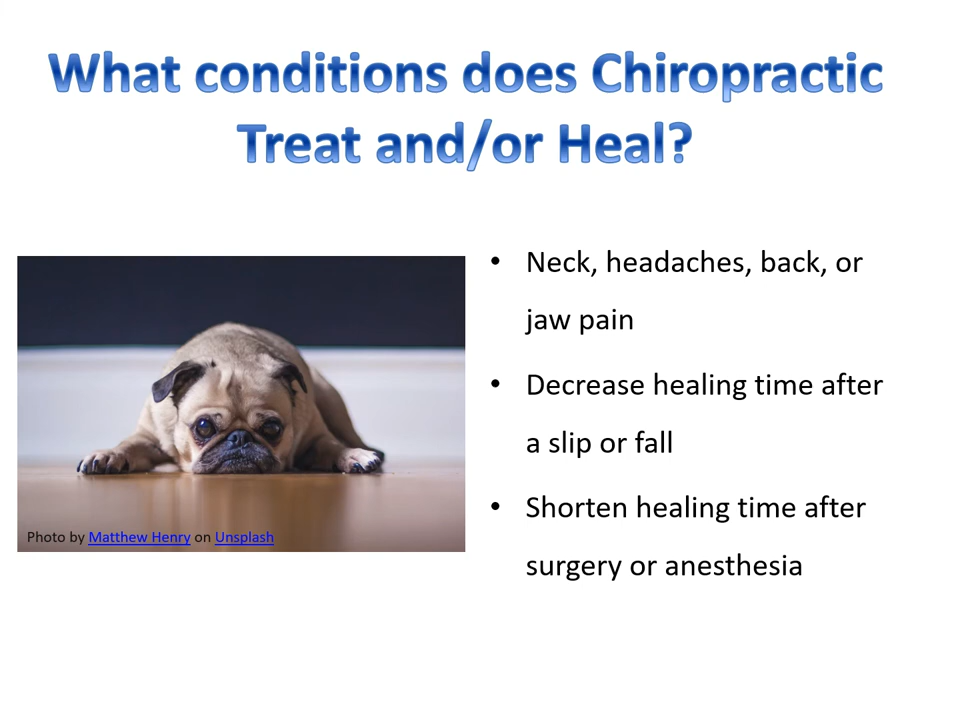 What conditions does Chiropractic
Treat and/or Heal?
• Neck, headaches, back, or
jaw pain
• Decrease healing time after
a slip or fall
• Shorten healing time after
surgery or anesthesia
Photo by Matthew Henry on Unsplash